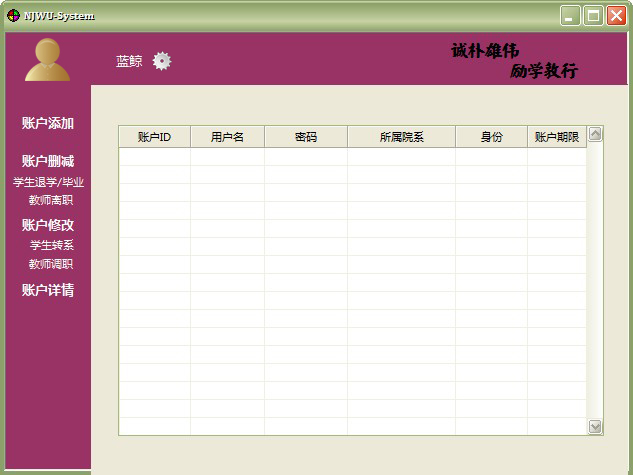 NJWU-System
蓝鲸
诚朴雄伟
励学敦行
账户添加
账户删减
学生退学/毕业
教师离职
账户修改
学生转系
教师调职
账户详情
账户ID 用户名 密码 所属院系 身份 账户期限